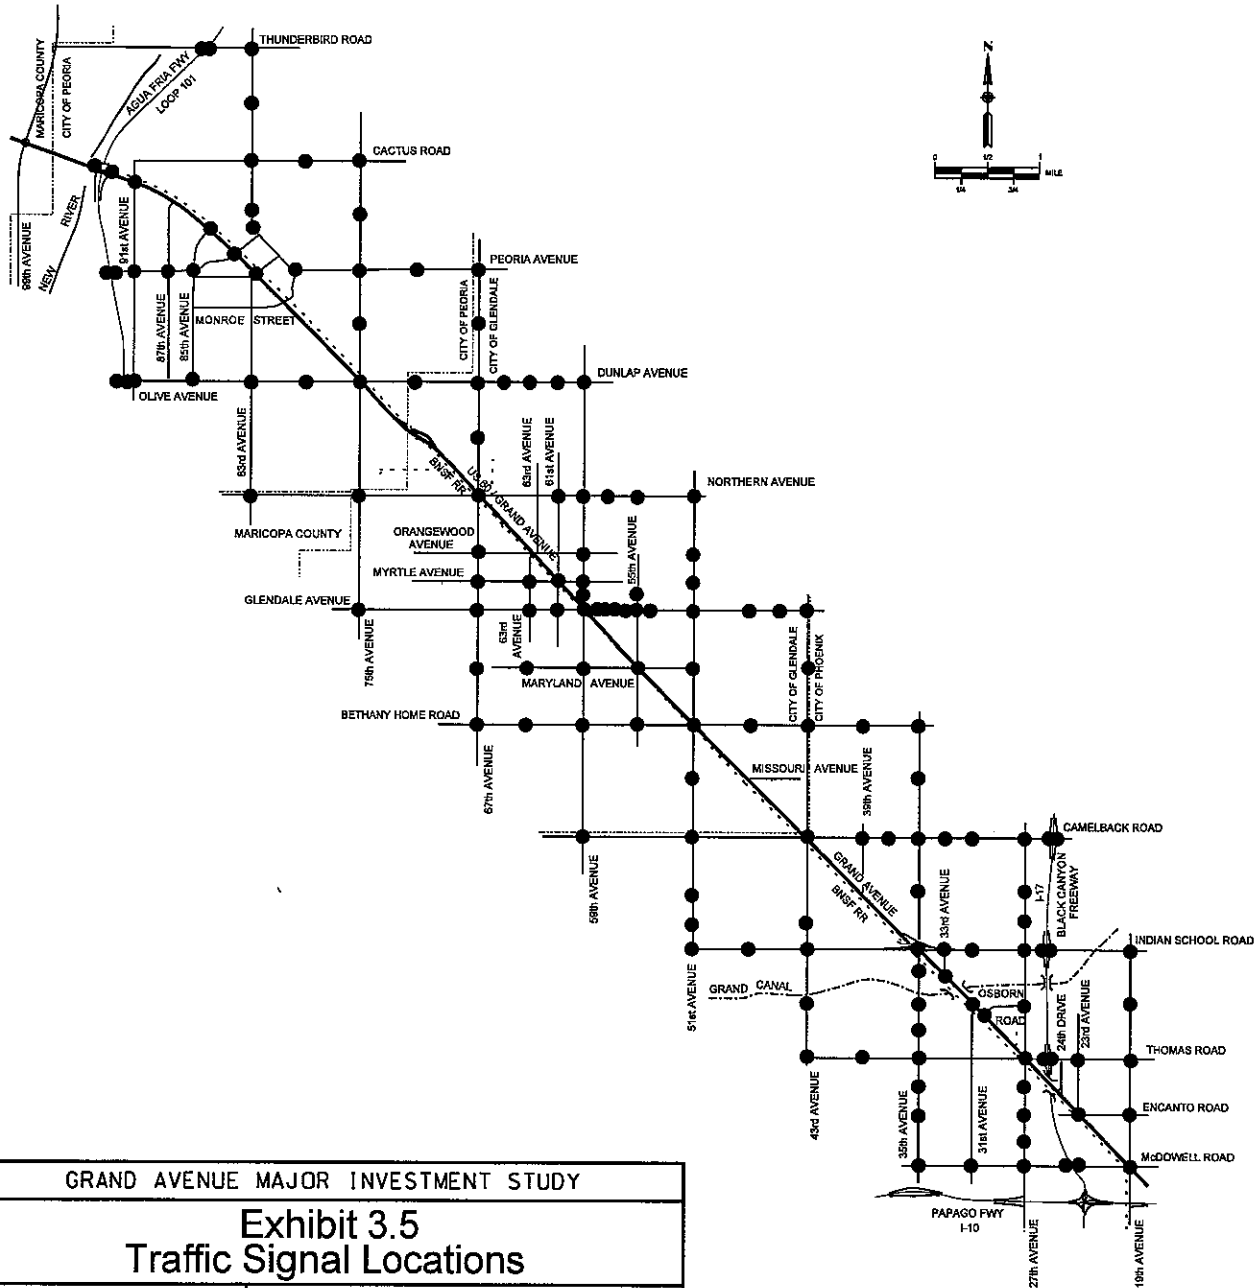 THUNDERBIRD ROAD
MARICOPA COUNTY
CITY OF PEORIA
AGUA FRIA FWY
LOOP 101
N
0 1/2 1
MILE
1/4 3/4
CACTUS ROAD
99th AVENUE
NEW RIVER
91st AVENUE
PEORIA AVENUE
87th AVENUE
85th AVENUE
MONROE STREET
CITY OF PEORIA
CITY OF GLENDALE
DUNLAP AVENUE
OLIVE AVENUE
83rd AVENUE
63rd AVENUE
61st AVENUE
US 60 / GRAND AVENUE
BNSF RR
NORTHERN AVENUE
MARICOPA COUNTY
ORANGEWOOD
AVENUE
55th AVENUE
MYRTLE AVENUE
GLENDALE AVENUE
75th AVENUE
63rd
AVENUE
MARYLAND AVENUE
CITY OF GLENDALE
CITY OF PHOENIX
BETHANY HOME ROAD
67th AVENUE
MISSOURI AVENUE
39th AVENUE
CAMELBACK ROAD
59th AVENUE
GRAND AVENUE
BNSF RR
33rd AVENUE
I-17
BLACK CANYON
FREEWAY
INDIAN SCHOOL ROAD
51st AVENUE
GRAND CANAL
OSBORN
ROAD
24th DRIVE
23rd AVENUE
THOMAS ROAD
43rd AVENUE
35th AVENUE
31st AVENUE
ENCANTO ROAD
McDOWELL ROAD
PAPAGO FWY
I-10
27th AVENUE
19th AVENUE
GRAND AVENUE MAJOR INVESTMENT STUDY
Exhibit 3.5
Traffic Signal Locations